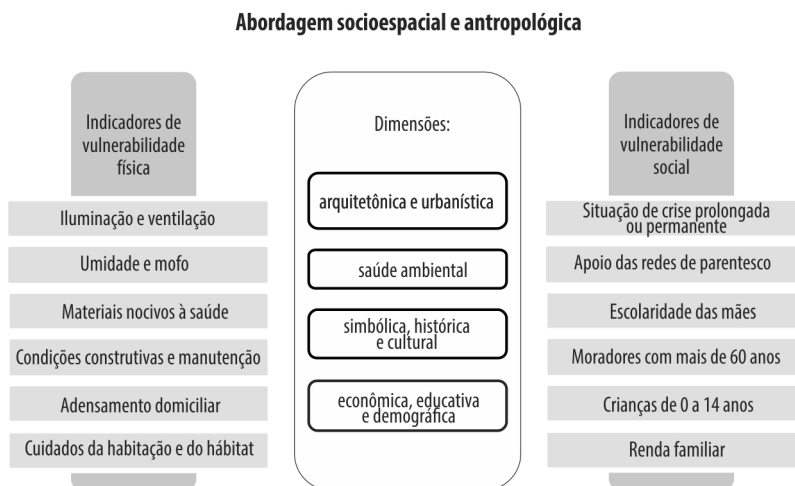 Abordagem socioespacial e antropológica
Indicadores de
vulnerabilidade
física
Iluminação e ventilação
Umidade e mofo
Materiais nocivos à saúde
Condições construtivas e manutenção
Adensamento domiciliar
Cuidados da habitação e do hábitat
Dimensões:
arquitetônica e urbanística
saúde ambiental
simbólica, histórica
e cultural
econômica, educativa
e demográfica
Indicadores de
vulnerabilidade
social
Situação de crise prolongada
ou permanente
Apoio das redes de parentesco
Escolaridade das mães
Moradores com mais de 60 anos
Crianças de 0 a 14 anos
Renda familiar